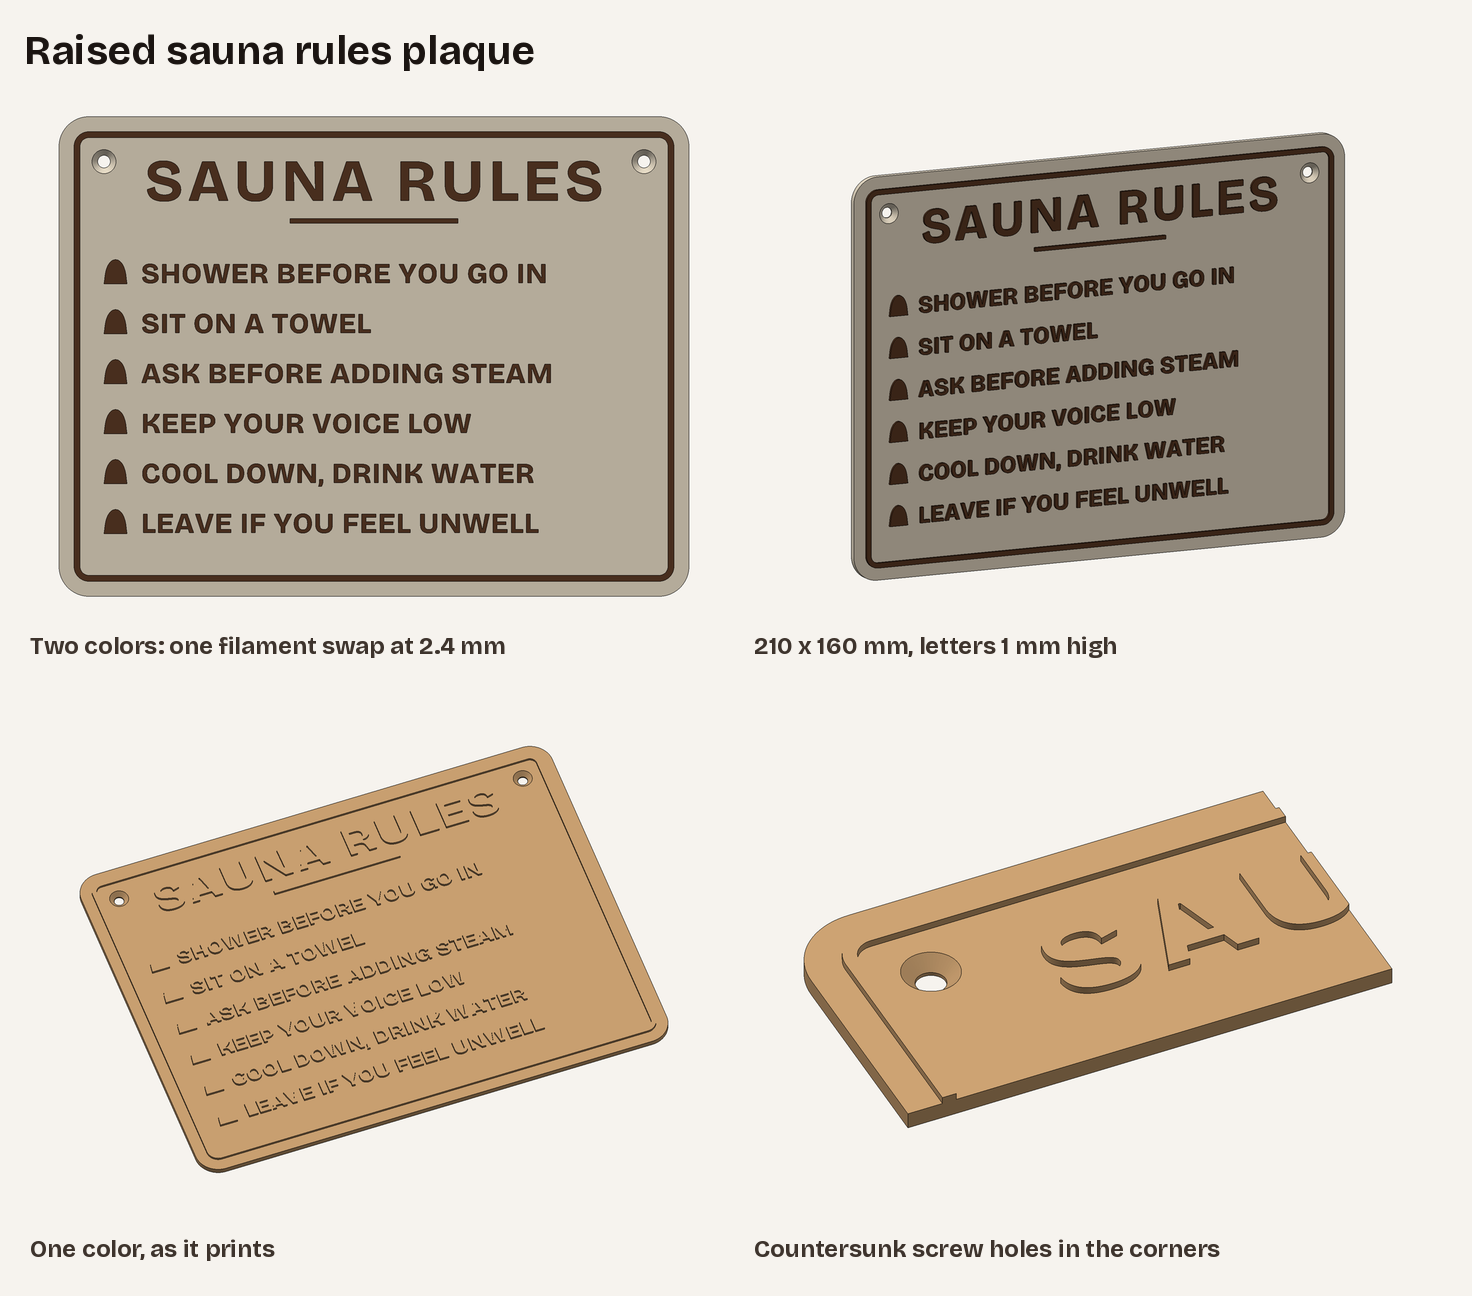 Raised sauna rules plaque
SAUNA RULES
SHOWER BEFORE YOU GO IN
SIT ON A TOWEL
ASK BEFORE ADDING STEAM
KEEP YOUR VOICE LOW
COOL DOWN, DRINK WATER
LEAVE IF YOU FEEL UNWELL
Two colors: one filament swap at 2.4 mm
SAUNA RULES
SHOWER BEFORE YOU GO IN
SIT ON A TOWEL
ASK BEFORE ADDING STEAM
KEEP YOUR VOICE LOW
COOL DOWN, DRINK WATER
LEAVE IF YOU FEEL UNWELL
210 x 160 mm, letters 1 mm high
SAUNA RULES
SHOWER BEFORE YOU GO IN
SIT ON A TOWEL
ASK BEFORE ADDING STEAM
KEEP YOUR VOICE LOW
COOL DOWN, DRINK WATER
LEAVE IF YOU FEEL UNWELL
One color, as it prints
SAU
Countersunk screw holes in the corners